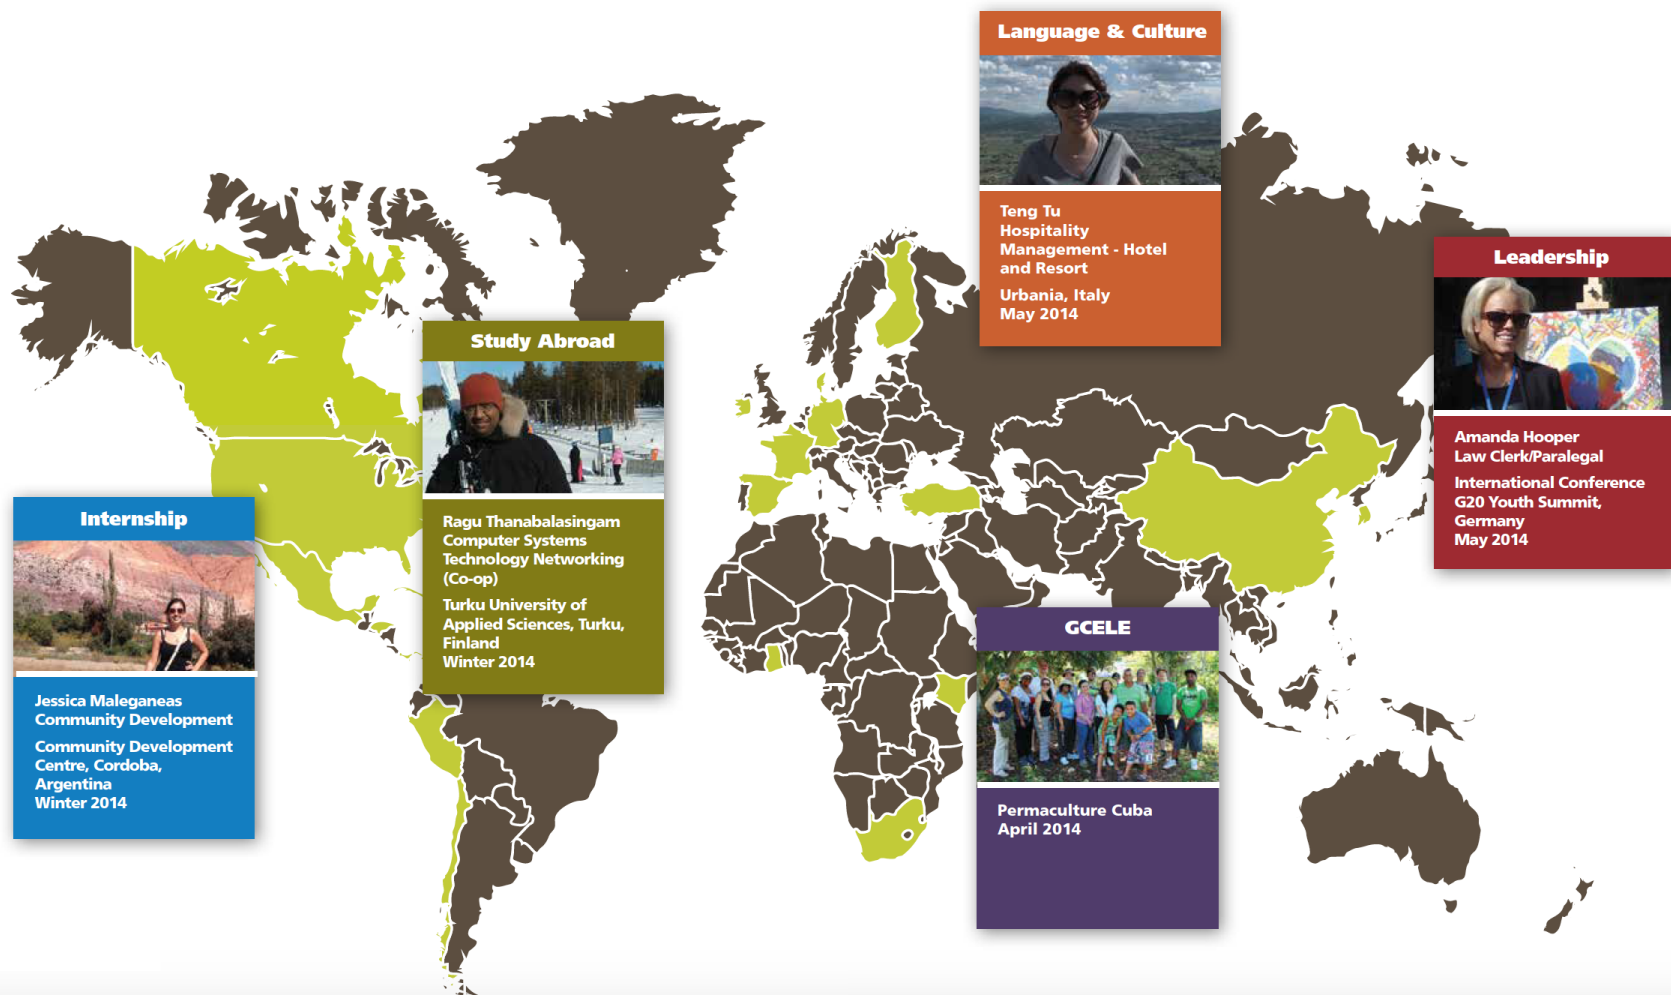 Language & Culture
Teng Tu
Hospitality
Management - Hotel
and Resort
Urbania, Italy
May 2014
Leadership
Amanda Hooper
Law Clerk/Paralegal
International Conference
G20 Youth Summit,
Germany
May 2014
Study Abroad
Ragu Thanabalasingam
Computer Systems
Technology Networking
(Co-op)
Turku University of
Applied Sciences, Turku,
Finland
Winter 2014
Internship
Jessica Maleganeas
Community Development
Community Development
Centre, Cordoba,
Argentina
Winter 2014
GCELE
Permaculture Cuba
April 2014